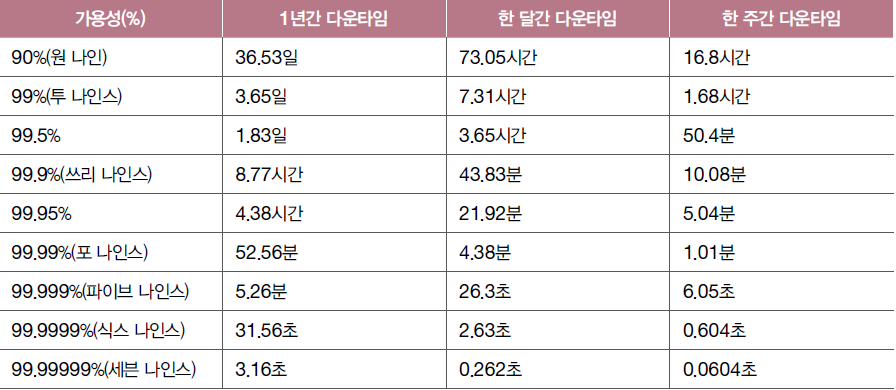 가용성(%) 1년간 다운타임 한 달간 다운타임 한 주간 다운타임
90%(원 나인) 36.53일 73.05시간 16.8시간
99%(투 나인스) 3.65일 7.31시간 1.68시간
99.5% 1.83일 3.65시간 50.4분
99.9%(쓰리 나인스) 8.77시간 43.83분 10.08분
99.95% 4.38시간 21.92분 5.04분
99.99%(포 나인스) 52.56분 4.38분 1.01분
99.999%(파이브 나인스) 5.26분 26.3초 6.05초
99.9999%(식스 나인스) 31.56초 2.63초 0.604초
99.99999%(세븐 나인스) 3.16초 0.262초 0.0604초